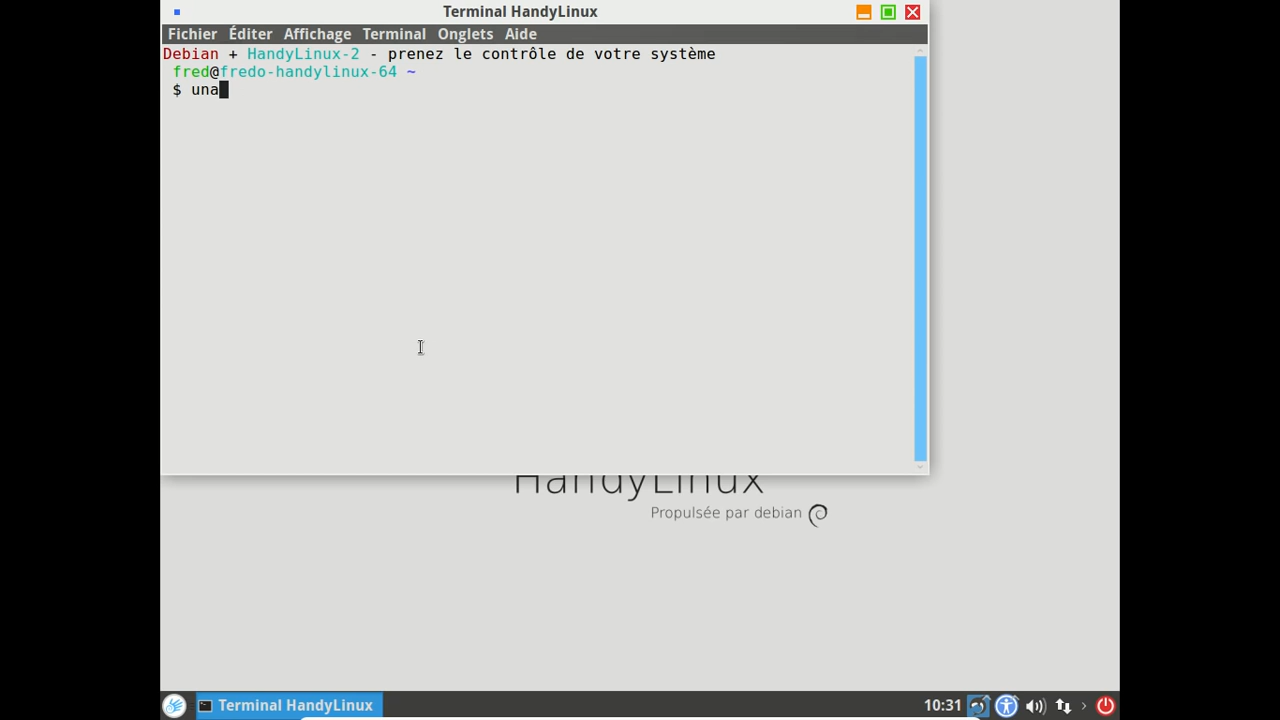 Terminal HandyLinux
Fichier Éditer Affichage Terminal Onglets Aide
Debian + HandyLinux-2 - prenez le contrôle de votre système
fred@fredo-handylinux-64 ~
$ una
HandyLinux
Propulsée par debian
Terminal HandyLinux 10:31